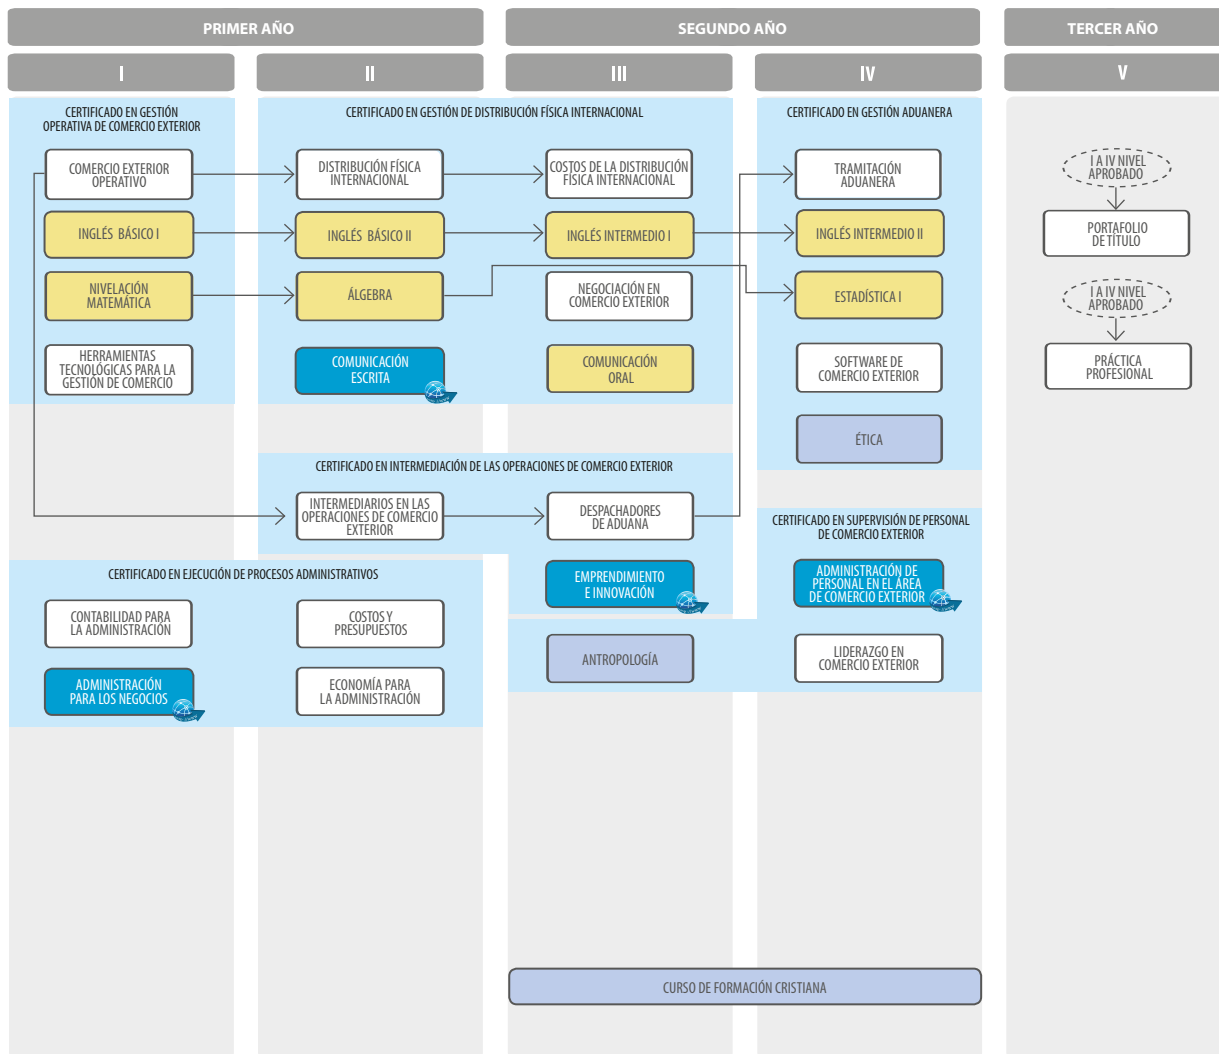 PRIMER AÑO
SEGUNDO AÑO
TERCER AÑO
I
II
III
IV
V
CERTIFICADO EN GESTIÓN
OPERATIVA DE COMERCIO EXTERIOR
CERTIFICADO EN GESTIÓN DE DISTRIBUCIÓN FÍSICA INTERNACIONAL
CERTIFICADO EN GESTIÓN ADUANERA
COMERCIO EXTERIOR
OPERATIVO
DISTRIBUCIÓN FÍSICA
INTERNACIONAL
COSTOS DE LA DISTRIBUCIÓN
FÍSICA INTERNACIONAL
TRAMITACIÓN
ADUANERA
I A IV NIVEL
APROBADO
INGLÉS BÁSICO I
INGLÉS BÁSICO II
INGLÉS INTERMEDIO I
INGLÉS INTERMEDIO II
PORTAFOLIO
DE TÍTULO
NIVELACIÓN
MATEMÁTICA
ÁLGEBRA
NEGOCIACIÓN EN
COMERCIO EXTERIOR
ESTADÍSTICA I
I A IV NIVEL
APROBADO
HERRAMIENTAS
TECNOLÓGICAS PARA LA
GESTIÓN DE COMERCIO
COMUNICACIÓN
ESCRITA
COMUNICACIÓN
ORAL
SOFTWARE DE
COMERCIO EXTERIOR
PRÁCTICA
PROFESIONAL
ÉTICA
CERTIFICADO EN INTERMEDIACIÓN DE LAS OPERACIONES DE COMERCIO EXTERIOR
INTERMEDIARIOS EN LAS
OPERACIONES DE COMERCIO
EXTERIOR
DESPACHADORES
DE ADUANA
CERTIFICADO EN SUPERVISIÓN DE PERSONAL
DE COMERCIO EXTERIOR
CERTIFICADO EN EJECUCIÓN DE PROCESOS ADMINISTRATIVOS
EMPRENDIMIENTO
E INNOVACIÓN
ADMINISTRACIÓN DE
PERSONAL EN EL ÁREA
DE COMERCIO EXTERIOR
CONTABILIDAD PARA
LA ADMINISTRACIÓN
COSTOS Y
PRESUPUESTOS
ANTROPOLOGÍA
LIDERAZGO EN
COMERCIO EXTERIOR
ADMINISTRACIÓN
PARA LOS NEGOCIOS
ECONOMÍA PARA
LA ADMINISTRACIÓN
CURSO DE FORMACIÓN CRISTIANA